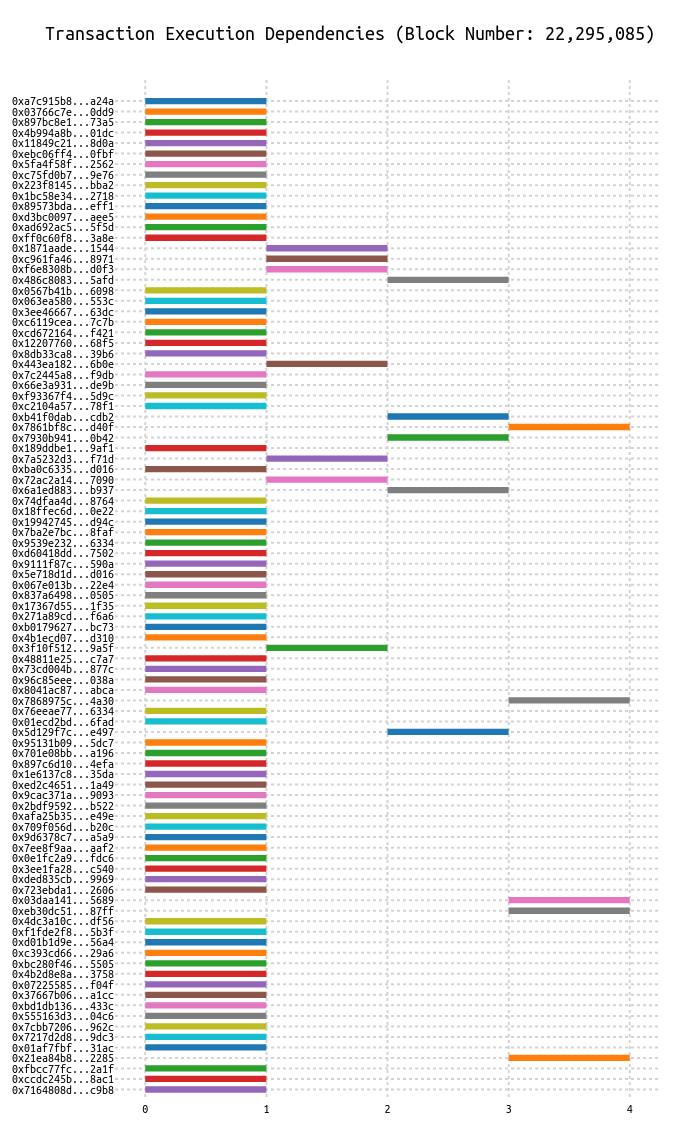 Transaction Execution Dependencies (Block Number: 22,295,085)
0xa7c915b8...a24a
0x03766c7e...0dd9
0x897bc8e1...73a5
0x4b994a8b...01dc
0x11849c21...8d0a
0xebc06ff4...0fbf
0x5fa4f58f...2562
0xc75fd0b7...9e76
0x223f8145...bba2
0x1bc58e34...2718
0x89573bda...eff1
0xd3bc0097...aee5
0xad692ac5...5f5d
0xff0c60f8...3a8e
0x1871aade...1544
0xc961fa46...8971
0xf6e8308b...d0f3
0x486c8083...5afd
0x0567b41b...6098
0x063ea580...553c
0x3ee46667...63dc
0xc6119cea...7c7b
0xcd672164...f421
0x12207760...68f5
0x8db33ca8...39b6
0x443ea182...6b0e
0x7c2445a8...f9db
0x66e3a931...de9b
0xf93367f4...5d9c
0xc2104a57...78f1
0xb41f0dab...cdb2
0x7861bf8c...d40f
0x7930b941...0b42
0x189ddbe1...9af1
0x7a5232d3...f71d
0xba0c6335...d016
0x72ac2a14...7090
0x6a1ed883...b937
0x74dfaa4d...8764
0x18ffec6d...0e22
0x19942745...d94c
0x7ba2e7bc...8faf
0x9539e232...6334
0xd60418dd...7502
0x9111f87c...590a
0x5e718d1d...d016
0x067e013b...22e4
0x837a6498...0505
0x17367d55...1f35
0x271a89cd...f6a6
0xb0179627...bc73
0x4b1ecd07...d310
0x3f10f512...9a5f
0x48811e25...c7a7
0x73cd004b...877c
0x96c85eee...038a
0x8041ac87...abca
0x7868975c...4a30
0x76eeae77...6334
0x01ecd2bd...6fad
0x5d129f7c...e497
0x95131b09...5dc7
0x701e08bb...a196
0x897c6d10...4efa
0x1e6137c8...35da
0xed2c4651...1a49
0x9cac371a...9093
0x2bdf9592...b522
0xafa25b35...e49e
0x709f056d...b20c
0x9d6378c7...a5a9
0x7ee8f9aa...aaf2
0x0e1fc2a9...fdc6
0x3ee1fa28...c540
0xded835cb...9969
0x723ebda1...2606
0x03daa141...5689
0xeb30dc51...87ff
0x4dc3a10c...df56
0xf1fde2f8...5b3f
0xd01b1d9e...56a4
0xc393cd66...29a6
0xbc280f46...5505
0x4b2d8e8a...3758
0x07225585...f04f
0x37667b06...a1cc
0xbd1db136...433c
0x555163d3...04c6
0x7cbb7206...962c
0x7217d2d8...9dc3
0x01af7fbf...31ac
0x21ea84b8...2285
0xfbcc77fc...2a1f
0xccdc245b...8ac1
0x7164808d...c9b8
0 1 2 3 4